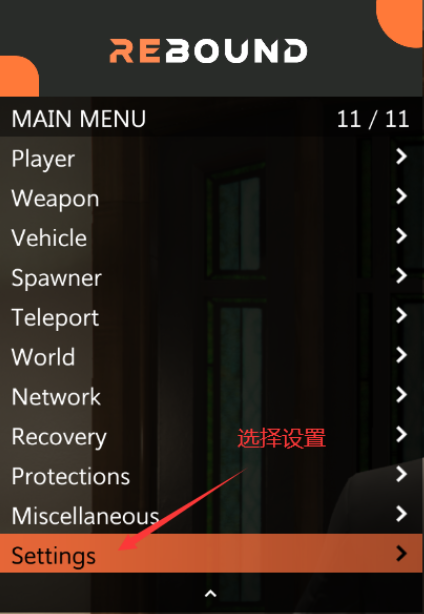 REBOUND
MAIN MENU 11 / 11
Player
Weapon
Vehicle
Spawner
Teleport
World
Network
Recovery
选择设置
Protections
Miscellaneous
Settings